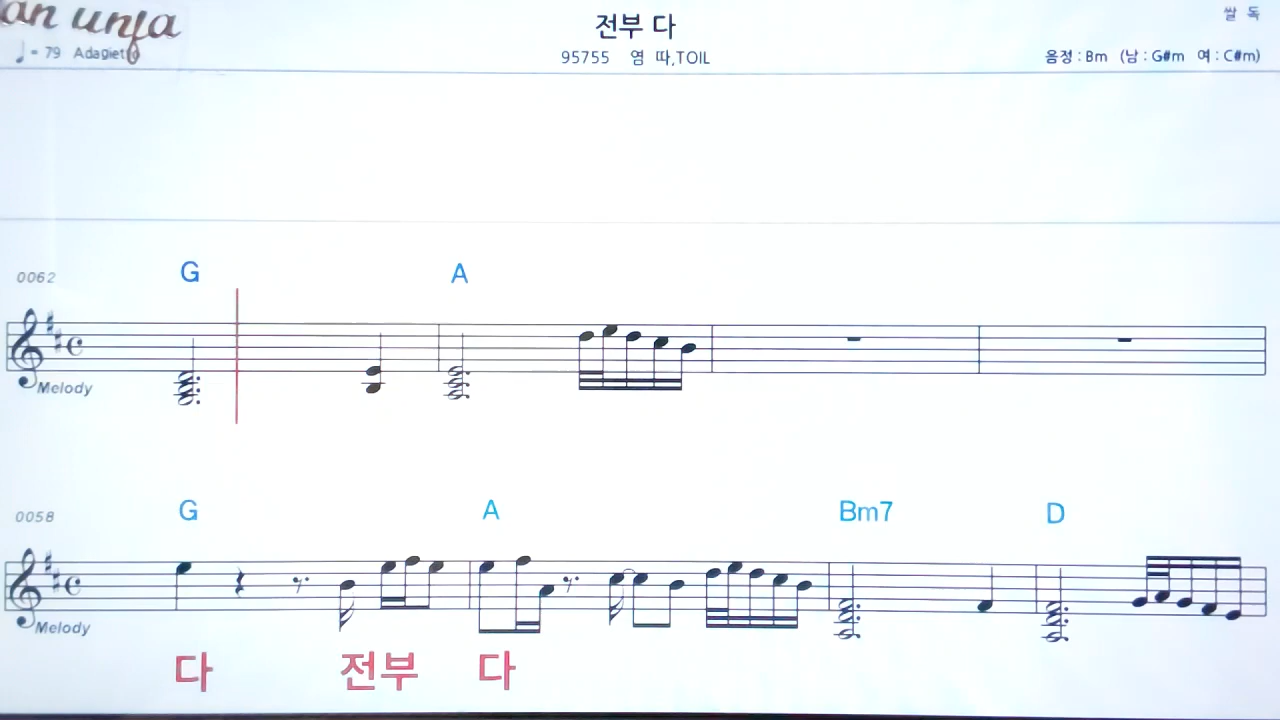 an unfa
전부 다
쌀 독
♩= 79 Adagietto
95755 염 따,TOIL
음정 : Bm (남 : G#m 여 : C#m)
0062
G
A
Melody
0058
G
A
Bm7
D
Melody
다
전부
다